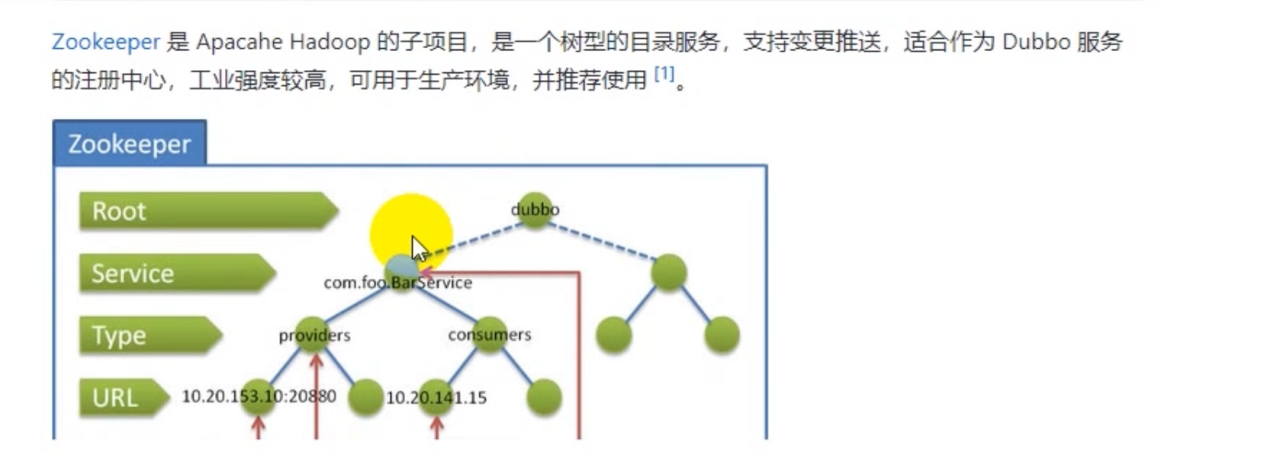 Zookeeper 是 Apacahe Hadoop 的子项目，是一个树型的目录服务，支持变更推送，适合作为 Dubbo 服务
的注册中心，工业强度较高，可用于生产环境，并推荐使用 [1]。
Zookeeper
Root
dubbo
Service
com.foo.BarService
Type
providers
consumers
URL
10.20.153.10:20880
10.20.141.15